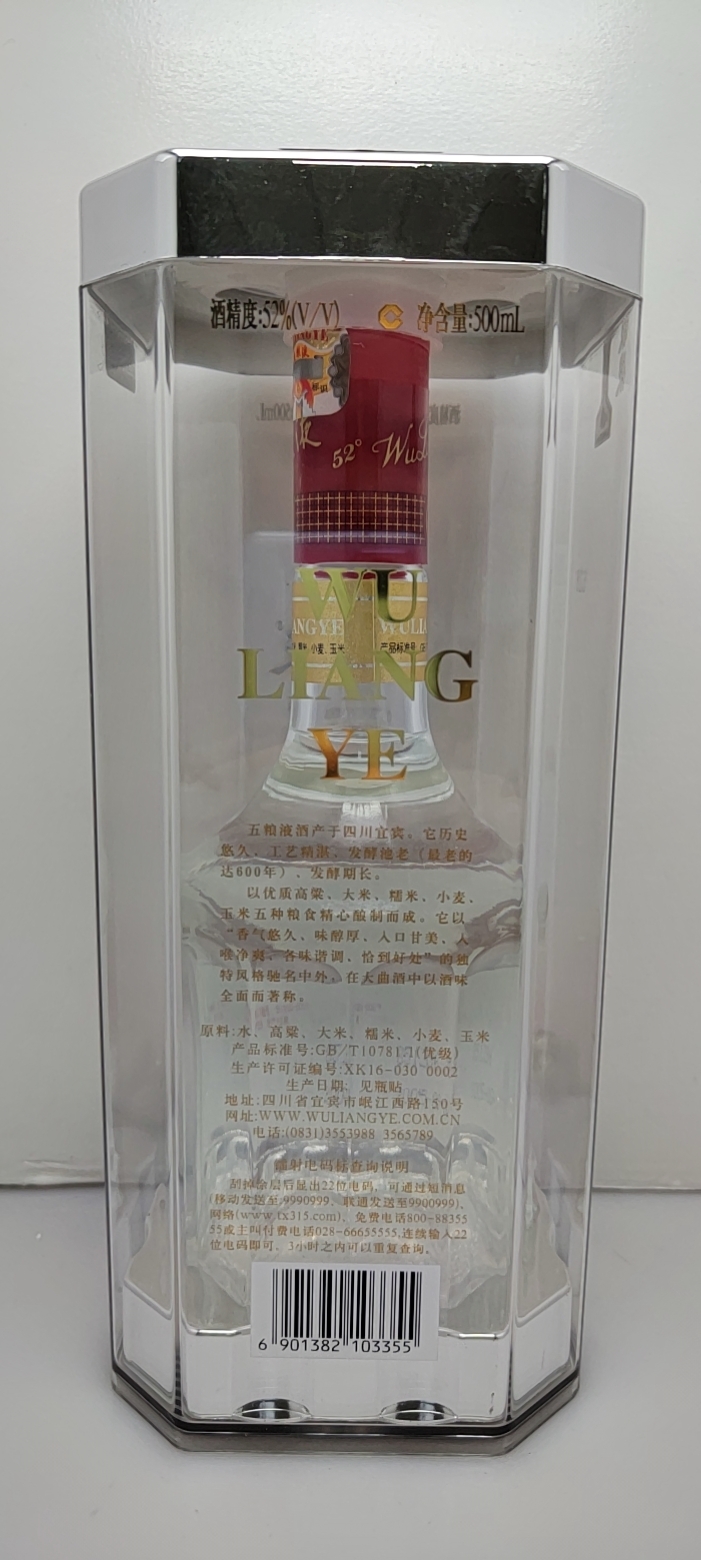 酒精度:52%(V/V) 净含量:500mL
52° WuL
WU
ANGYE WULIA
小麦、玉米 产品标准号
LIANG
YE
五粮液酒产于四川宜宾。它历史
悠久、工艺精湛、发酵池老（最老的
达600年）、发酵期长。
以优质高粱、大米、糯米、小麦、
玉米五种粮食精心酿制而成。它以
“香气悠久、味醇厚、入口甘美、入
喉净爽、各味谐调、恰到好处”的独
特风格驰名中外，在大曲酒中以酒味
全面而著称。
原料:水、高粱、大米、糯米、小麦、玉米
产品标准号:GB/T10781.1(优级)
生产许可证编号:XK16-030 0002
生产日期: 见瓶贴
地址:四川省宜宾市岷江西路150号
网址:WWW.WULIANGYE.COM.CN
电话:(0831)3553988 3565789
镭射电码标查询说明
刮掉涂层后显出22位电码，可通过短消息
(移动发送至9990999、联通发送至9900999)、
网络(www.tx315.com)、免费电话800-88355
55或主叫付费电话028-66655555,连续输入22
位电码即可。3小时之内可以重复查询。
6 901382 103355